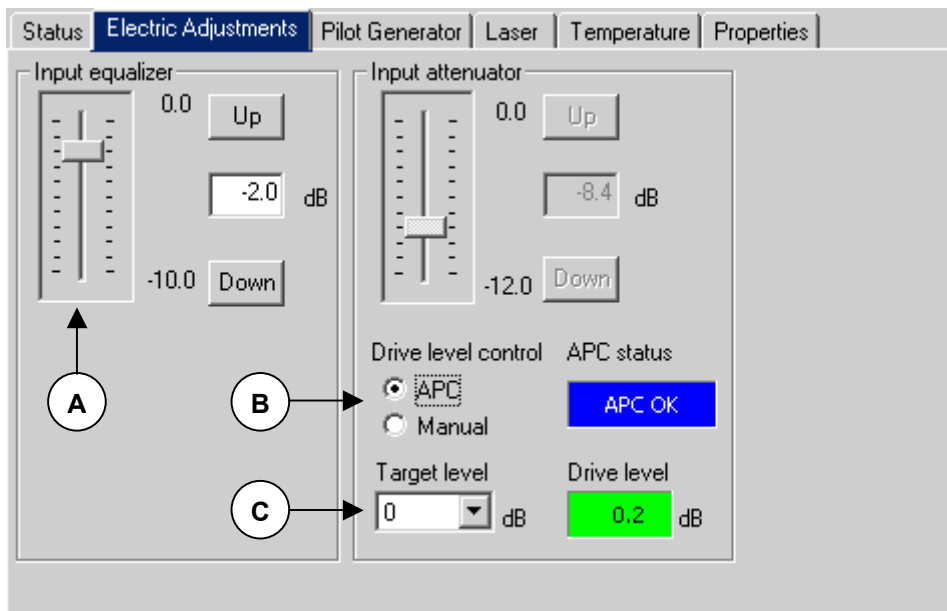 Status Electric Adjustments Pilot Generator Laser Temperature Properties
Input equalizer
0.0 Up
-2.0 dB
-10.0 Down
A
Input attenuator
0.0 Up
-8.4 dB
-12.0 Down
Drive level control APC status
B APC APC OK
Manual
Target level Drive level
C 0 dB 0.2 dB